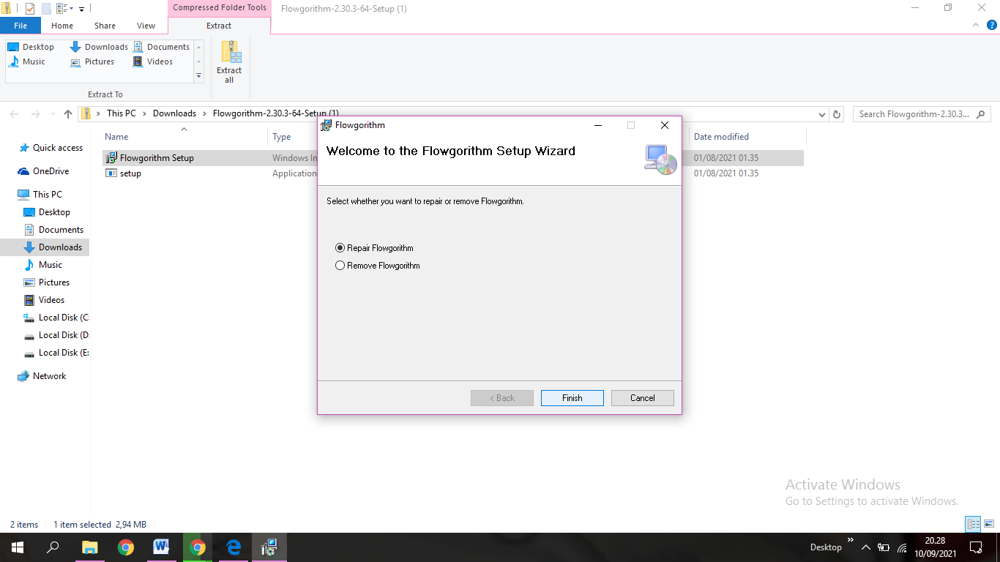 Compressed Folder Tools
Flowgorithm-2.30.3-64-Setup (1)
File
Home
Share
View
Extract
Desktop
Downloads
Documents
Music
Pictures
Videos
Extract all
Extract To
This PC
Downloads
Flowgorithm-2.30.3-64-Setup (1)
Search Flowgorithm-2.30.3...
Name
Type
Date modified
Flowgorithm Setup
Windows In
01/08/2021 01.35
setup
Application
01/08/2021 01.35
Quick access
OneDrive
This PC
Desktop
Documents
Downloads
Music
Pictures
Videos
Local Disk (C:
Local Disk (D:
Local Disk (E:
Network
Flowgorithm
Welcome to the Flowgorithm Setup Wizard
Select whether you want to repair or remove Flowgorithm.
Repair Flowgorithm
Remove Flowgorithm
< Back
Finish
Cancel
Activate Windows
Go to Settings to activate Windows.
2 items
1 item selected 2,94 MB
Desktop
20.28
10/09/2021